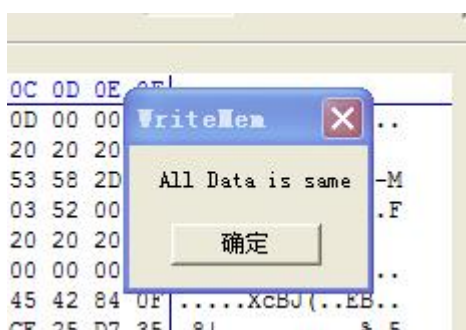 0C 0D 0E 0F
0D 00 00 ..
20 20 20
53 58 2D -M
03 52 00 .F
20 20 20
00 00 00 ..
45 42 84 0F .....XcBJ(..EB..
WriteMem
All Data is same
确定